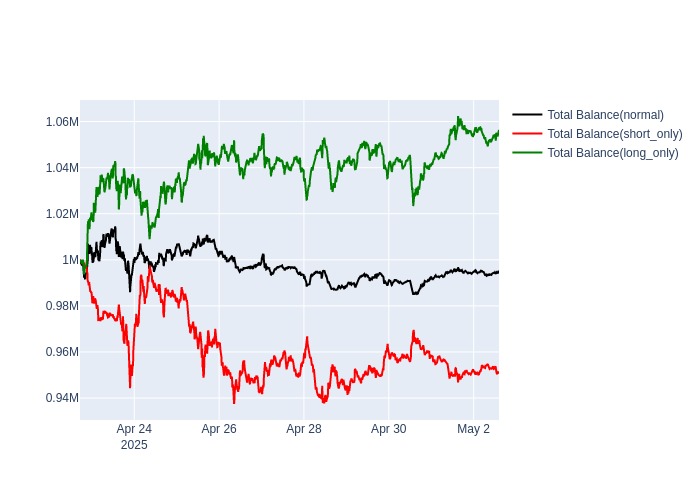 1.06M
1.04M
1.02M
1M
0.98M
0.96M
0.94M
Apr 24
2025
Apr 26
Apr 28
Apr 30
May 2
Total Balance(normal)
Total Balance(short_only)
Total Balance(long_only)